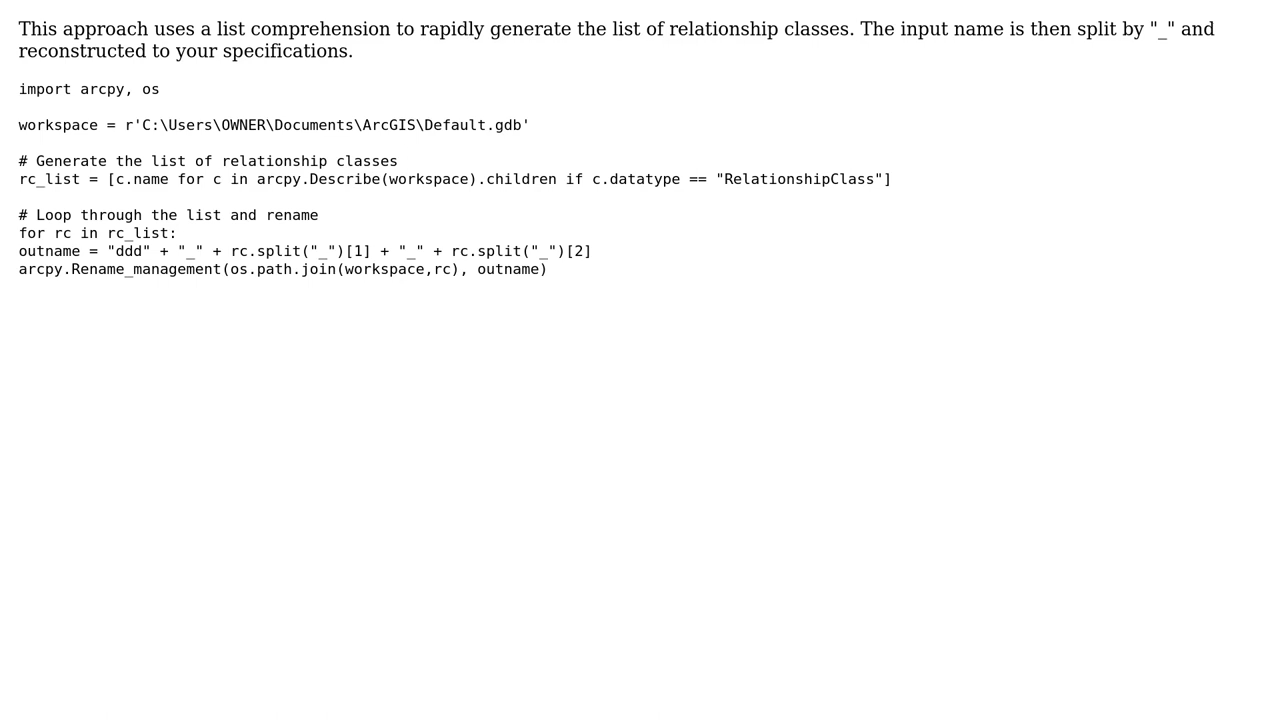 This approach uses a list comprehension to rapidly generate the list of relationship classes. The input name is then split by "_" and
reconstructed to your specifications.
import arcpy, os
workspace = r'C:\Users\OWNER\Documents\ArcGIS\Default.gdb'
# Generate the list of relationship classes
rc_list = [c.name for c in arcpy.Describe(workspace).children if c.datatype == "RelationshipClass"]
# Loop through the list and rename
for rc in rc_list:
outname = "ddd" + "_" + rc.split("_")[1] + "_" + rc.split("_")[2]
arcpy.Rename_management(os.path.join(workspace,rc), outname)